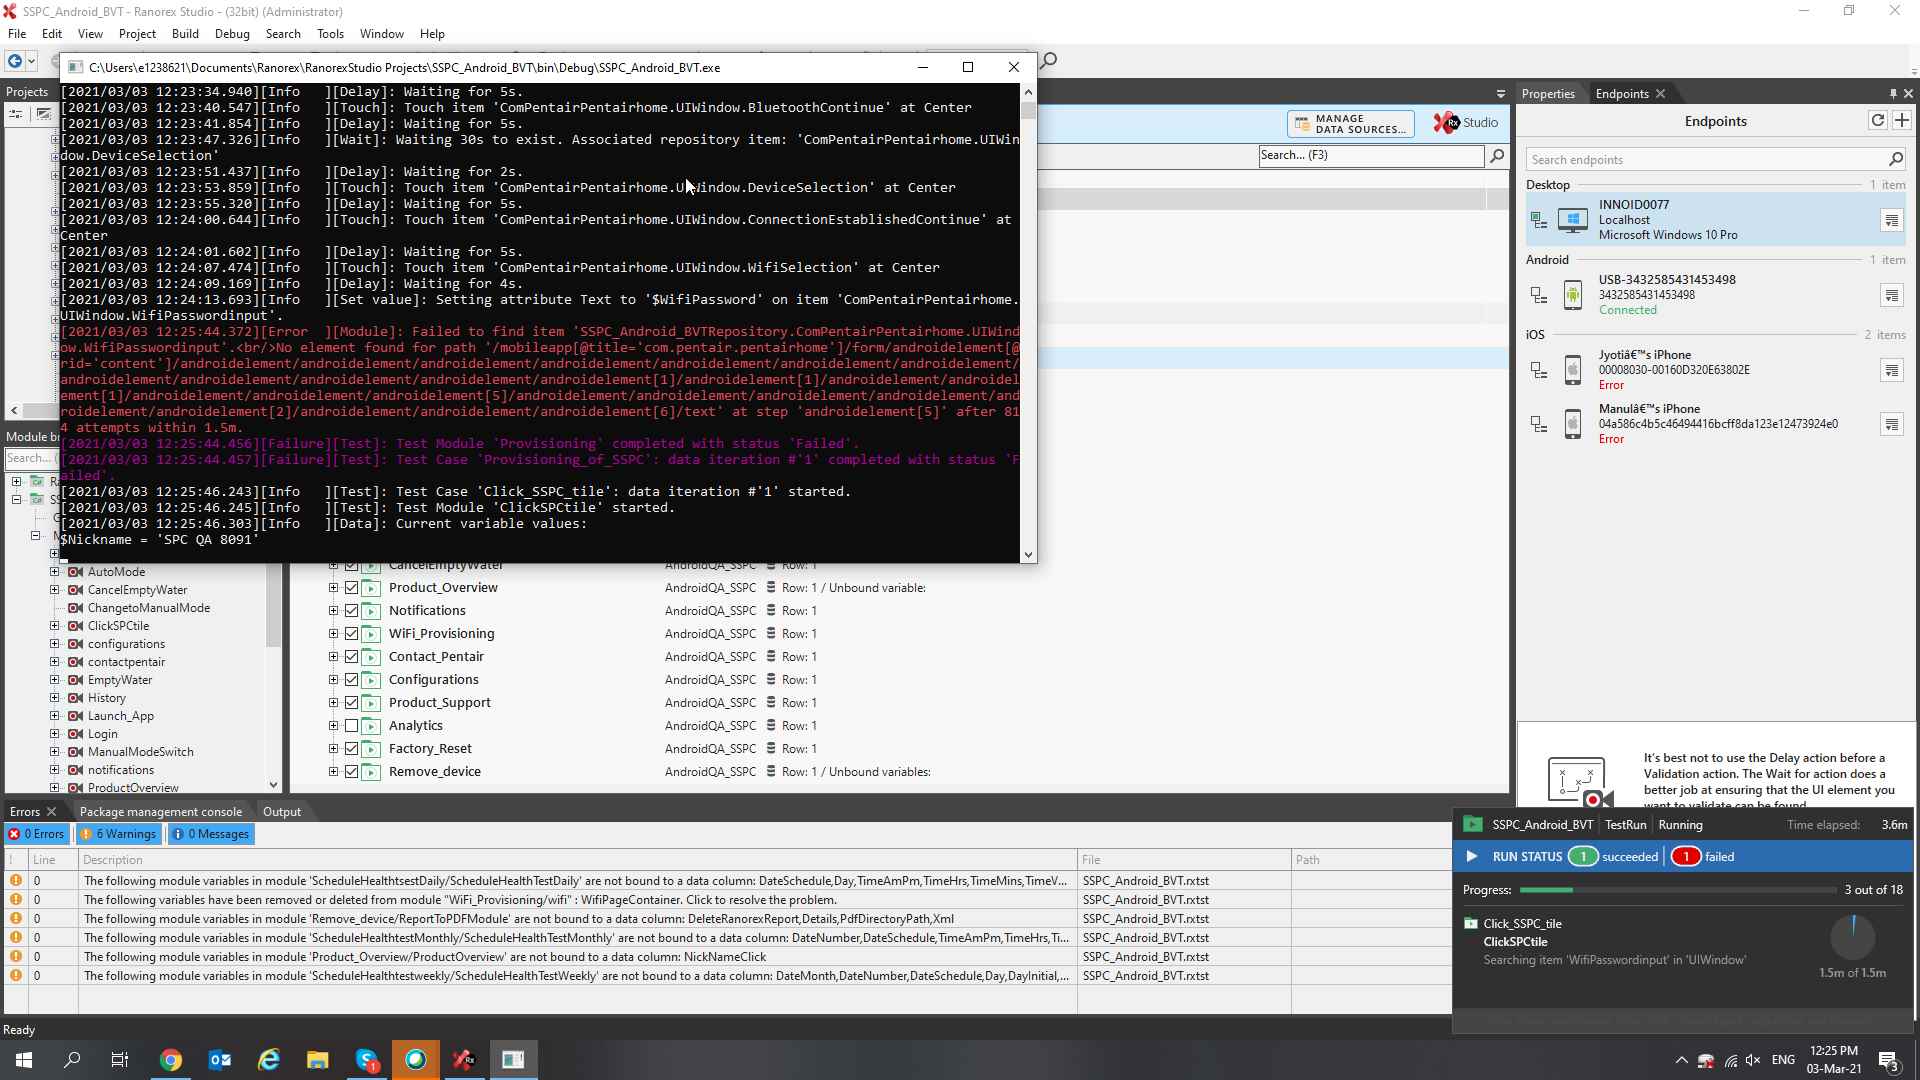 SSPC_Android_BVT - Ranorex Studio - (32bit) (Administrator)
File Edit View Project Build Debug Search Tools Window Help
C:\Users\e1238621\Documents\Ranorex\RanorexStudio Projects\SSPC_Android_BVT\bin\Debug\SSPC_Android_BVT.exe
Projects
[2021/03/03 12:23:34.940][Info   ][Delay]: Waiting for 5s.
[2021/03/03 12:23:40.547][Info   ][Touch]: Touch item 'ComPentairPentairhome.UIWindow.BluetoothContinue' at Center
[2021/03/03 12:23:41.854][Info   ][Delay]: Waiting for 5s.
[2021/03/03 12:23:47.326][Info   ][Wait]: Waiting 30s to exist. Associated repository item: 'ComPentairPentairhome.UIWin
dow.DeviceSelection'
[2021/03/03 12:23:51.437][Info   ][Delay]: Waiting for 2s.
[2021/03/03 12:23:53.859][Info   ][Touch]: Touch item 'ComPentairPentairhome.UIWindow.DeviceSelection' at Center
[2021/03/03 12:23:55.320][Info   ][Delay]: Waiting for 5s.
[2021/03/03 12:24:00.644][Info   ][Touch]: Touch item 'ComPentairPentairhome.UIWindow.ConnectionEstablishedContinue' at
Center
[2021/03/03 12:24:01.602][Info   ][Delay]: Waiting for 5s.
[2021/03/03 12:24:07.474][Info   ][Touch]: Touch item 'ComPentairPentairhome.UIWindow.WifiSelection' at Center
[2021/03/03 12:24:09.169][Info   ][Delay]: Waiting for 4s.
[2021/03/03 12:24:13.693][Info   ][Set value]: Setting attribute Text to '$WifiPassword' on item 'ComPentairPentairhome.
UIWindow.WifiPasswordinput'.
[2021/03/03 12:25:44.372][Error  ][Module]: Failed to find item 'SSPC_Android_BVTRepository.ComPentairPentairhome.UIWind
ow.WifiPasswordinput'.<br/>No element found for path '/mobileapp[@title='com.pentair.pentairhome']/form/androidelement[@
rid='content']/androidelement/androidelement/androidelement/androidelement/androidelement/androidelement/androidelement/
androidelement/androidelement/androidelement/androidelement[1]/androidelement[1]/androidelement/androidelement/androidel
ement[1]/androidelement/androidelement/androidelement[5]/androidelement/androidelement/androidelement/androidelement/and
roidelement/androidelement[2]/androidelement/androidelement/androidelement[6]/text' at step 'androidelement[5]' after 81
4 attempts within 1.5m.
[2021/03/03 12:25:44.456][Failure][Test]: Test Module 'Provisioning' completed with status 'Failed'.
[2021/03/03 12:25:44.457][Failure][Test]: Test Case 'Provisioning_of_SSPC': data iteration #'1' completed with status 'F
ailed'.
[2021/03/03 12:25:46.243][Info   ][Test]: Test Case 'Click_SSPC_tile': data iteration #'1' started.
[2021/03/03 12:25:46.245][Info   ][Test]: Test Module 'ClickSPCtile' started.
[2021/03/03 12:25:46.303][Info   ][Data]: Current variable values:
$Nickname = 'SPC QA 8091'
MANAGE
DATA SOURCES...
Rx Studio
Search... (F3)
Module br
Search... (
AutoMode
CancelEmptyWater
ChangetoManualMode
ClickSPCtile
configurations
contactpentair
EmptyWater
History
Launch_App
Login
ManualModeSwitch
notifications
ProductOverview
CancelEmptyWater AndroidQA_SSPC Row: 1
Product_Overview AndroidQA_SSPC Row: 1 / Unbound variable:
Notifications AndroidQA_SSPC Row: 1
WiFi_Provisioning AndroidQA_SSPC Row: 1
Contact_Pentair AndroidQA_SSPC Row: 1
Configurations AndroidQA_SSPC Row: 1
Product_Support AndroidQA_SSPC Row: 1
Analytics AndroidQA_SSPC Row: 1
Factory_Reset AndroidQA_SSPC Row: 1
Remove_device AndroidQA_SSPC Row: 1 / Unbound variables:
Properties Endpoints
Endpoints
Search endpoints
Desktop 1 item
INNOID0077
Localhost
Microsoft Windows 10 Pro
Android 1 item
USB-3432585431453498
3432585431453498
Connected
iOS 2 items
Jyotiâ€™s iPhone
00008030-00160D320E63802E
Error
Manulâ€™s iPhone
04a586c4b5c46494416bcff8da123e12473924e0
Error
It's best not to use the Delay action before a
Validation action. The Wait for action does a
better job at ensuring that the UI element you
want to validate can be found.
Errors Package management console Output
0 Errors 6 Warnings 0 Messages
! Line Description File Path
0 The following module variables in module 'ScheduleHealthtsestDaily/ScheduleHealthTestDaily' are not bound to a data column: DateSchedule,Day,TimeAmPm,TimeHrs,TimeMins,TimeV... SSPC_Android_BVT.rxtst
0 The following variables have been removed or deleted from module "WiFi_Provisioning/wifi" : WifiPageContainer. Click to resolve the problem. SSPC_Android_BVT.rxtst
0 The following module variables in module 'Remove_device/ReportToPDFModule' are not bound to a data column: DeleteRanorexReport,Details,PdfDirectoryPath,Xml SSPC_Android_BVT.rxtst
0 The following module variables in module 'ScheduleHealthtestMonthly/ScheduleHealthTestMonthly' are not bound to a data column: DateNumber,DateSchedule,TimeAmPm,TimeHrs,Ti... SSPC_Android_BVT.rxtst
0 The following module variables in module 'Product_Overview/ProductOverview' are not bound to a data column: NickNameClick SSPC_Android_BVT.rxtst
0 The following module variables in module 'ScheduleHealthtestweekly/ScheduleHealthTestWeekly' are not bound to a data column: DateMonth,DateNumber,DateSchedule,Day,DayInitial,... SSPC_Android_BVT.rxtst
SSPC_Android_BVT TestRun Running Time elapsed: 3.6m
RUN STATUS 1 succeeded 1 failed
Progress: 3 out of 18
Click_SSPC_tile
ClickSPCtile
Searching item 'WifiPasswordinput' in 'UIWindow'
1.5m of 1.5m
Ready
ENG
12:25 PM
03-Mar-21
3